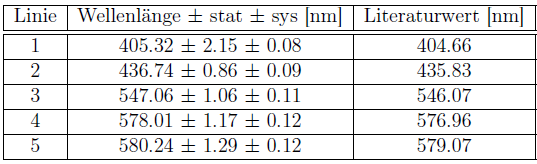 Linie Wellenlänge ± stat ± sys [nm] Literaturwert [nm]
1 405.32 ± 2.15 ± 0.08 404.66
2 436.74 ± 0.86 ± 0.09 435.83
3 547.06 ± 1.06 ± 0.11 546.07
4 578.01 ± 1.17 ± 0.12 576.96
5 580.24 ± 1.29 ± 0.12 579.07